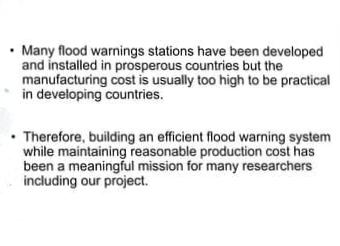 • Many flood warnings stations have been developed
and installed in prosperous countries but the
manufacturing cost is usually too high to be practical
in developing countries.
• Therefore, building an efficient flood warning system
while maintaining reasonable production cost has
been a meaningful mission for many researchers
including our project.